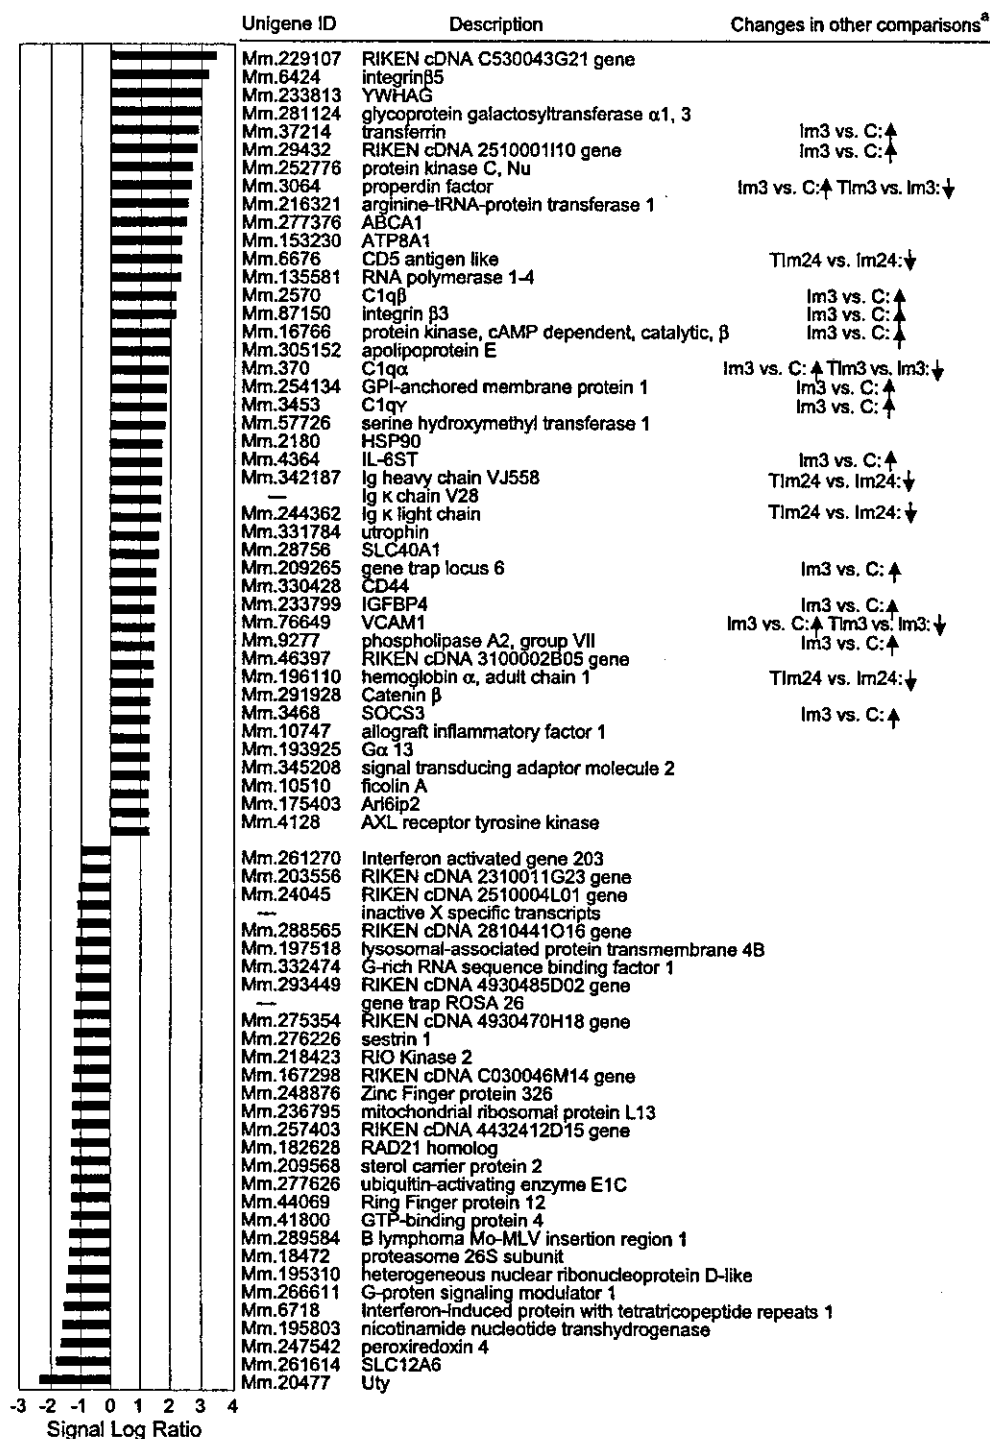 Unigene ID Description Changes in other comparisons a
Mm.229107 RIKEN cDNA C530043G21 gene
Mm.6424 integrinβ5
Mm.233813 YWHAG
Mm.281124 glycoprotein galactosyltransferase α1, 3
Mm.37214 transferrin Im3 vs. C:↑
Mm.29432 RIKEN cDNA 2510001I10 gene Im3 vs. C:↑
Mm.252776 protein kinase C, Nu
Mm.3064 properdin factor Im3 vs. C:↑ TIm3 vs. Im3:↓
Mm.216321 arginine-tRNA-protein transferase 1
Mm.277376 ABCA1
Mm.153230 ATP8A1
Mm.6676 CD5 antigen like TIm24 vs. Im24:↓
Mm.135581 RNA polymerase 1-4
Mm.2570 C1qβ Im3 vs. C:↑
Mm.87150 integrin β3 Im3 vs. C:↑
Mm.16766 protein kinase, cAMP dependent, catalytic, β Im3 vs. C:↑
Mm.305152 apolipoprotein E
Mm.370 C1qα Im3 vs. C:↑ TIm3 vs. Im3:↓
Mm.254134 GPI-anchored membrane protein 1 Im3 vs. C:↑
Mm.3453 C1qγ Im3 vs. C:↑
Mm.57726 serine hydroxymethyl transferase 1
Mm.2180 HSP90
Mm.4364 IL-6ST Im3 vs. C:↑
Mm.342187 Ig heavy chain VJ558 TIm24 vs. Im24:↓
— Ig κ chain V28
Mm.244362 Ig κ light chain TIm24 vs. Im24:↓
Mm.331784 utrophin
Mm.28756 SLC40A1
Mm.209265 gene trap locus 6 Im3 vs. C:↑
Mm.330428 CD44
Mm.233799 IGFBP4 Im3 vs. C:↑
Mm.76649 VCAM1 Im3 vs. C:↑ TIm3 vs. Im3:↓
Mm.9277 phospholipase A2, group VII Im3 vs. C:↑
Mm.46397 RIKEN cDNA 3100002B05 gene
Mm.196110 hemoglobin α, adult chain 1 TIm24 vs. Im24:↓
Mm.291928 Catenin β
Mm.3468 SOCS3 Im3 vs. C:↑
Mm.10747 allograft inflammatory factor 1
Mm.193925 Gα 13
Mm.345208 signal transducing adaptor molecule 2
Mm.10510 ficolin A
Mm.175403 Arl6ip2
Mm.4128 AXL receptor tyrosine kinase
Mm.261270 Interferon activated gene 203
Mm.203556 RIKEN cDNA 2310011G23 gene
Mm.24045 RIKEN cDNA 2510004L01 gene
— inactive X specific transcripts
Mm.288565 RIKEN cDNA 2810441O16 gene
Mm.197518 lysosomal-associated protein transmembrane 4B
Mm.332474 G-rich RNA sequence binding factor 1
Mm.293449 RIKEN cDNA 4930485D02 gene
— gene trap ROSA 26
Mm.275354 RIKEN cDNA 4930470H18 gene
Mm.276226 sestrin 1
Mm.218423 RIO Kinase 2
Mm.167298 RIKEN cDNA C030046M14 gene
Mm.248876 Zinc Finger protein 326
Mm.236795 mitochondrial ribosomal protein L13
Mm.257403 RIKEN cDNA 4432412D15 gene
Mm.182628 RAD21 homolog
Mm.209568 sterol carrier protein 2
Mm.277626 ubiquitin-activating enzyme E1C
Mm.44069 Ring Finger protein 12
Mm.41800 GTP-binding protein 4
Mm.289584 B lymphoma Mo-MLV insertion region 1
Mm.18472 proteasome 26S subunit
Mm.195310 heterogeneous nuclear ribonucleoprotein D-like
Mm.266611 G-proten signaling modulator 1
Mm.6718 Interferon-induced protein with tetratricopeptide repeats 1
Mm.195803 nicotinamide nucleotide transhydrogenase
Mm.247542 peroxiredoxin 4
Mm.261614 SLC12A6
Mm.20477 Uty
-3 -2 -1 0 1 2 3 4
Signal Log Ratio